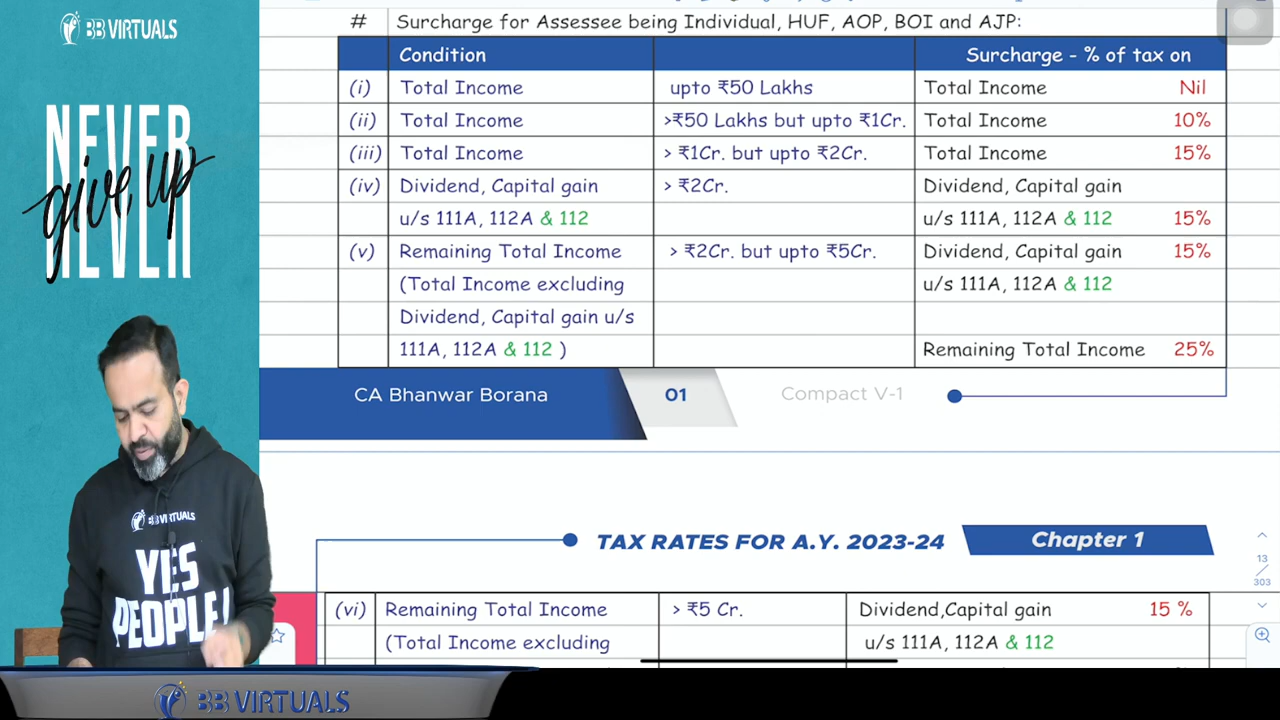 BB VIRTUALS
NEVER
give up
NEVER
# Surcharge for Assessee being Individual, HUF, AOP, BOI and AJP:
Condition Surcharge - % of tax on
(i) Total Income upto ₹50 Lakhs Total Income Nil
(ii) Total Income >₹50 Lakhs but upto ₹1Cr. Total Income 10%
(iii) Total Income > ₹1Cr. but upto ₹2Cr. Total Income 15%
(iv) Dividend, Capital gain > ₹2Cr. Dividend, Capital gain
u/s 111A, 112A & 112 u/s 111A, 112A & 112 15%
(v) Remaining Total Income > ₹2Cr. but upto ₹5Cr. Dividend, Capital gain 15%
(Total Income excluding u/s 111A, 112A & 112
Dividend, Capital gain u/s
111A, 112A & 112 ) Remaining Total Income 25%
CA Bhanwar Borana 01 Compact V-1
TAX RATES FOR A.Y. 2023-24 Chapter 1
13
303
(vi) Remaining Total Income > ₹5 Cr. Dividend,Capital gain 15 %
(Total Income excluding u/s 111A, 112A & 112
BB VIRTUALS
YES
PEOPLE!
BB VIRTUALS